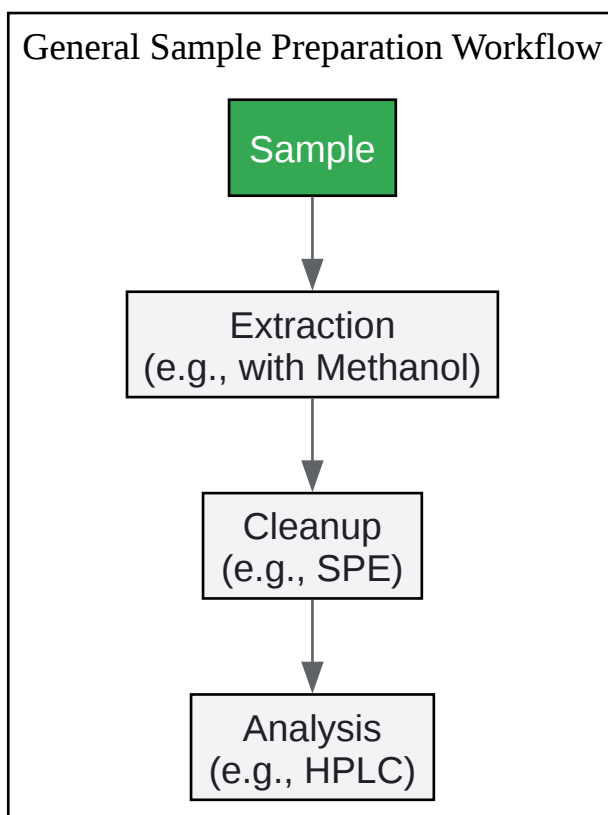 General Sample Preparation Workflow
Sample
Extraction
(e.g., with Methanol)
Cleanup
(e.g., SPE)
Analysis
(e.g., HPLC)